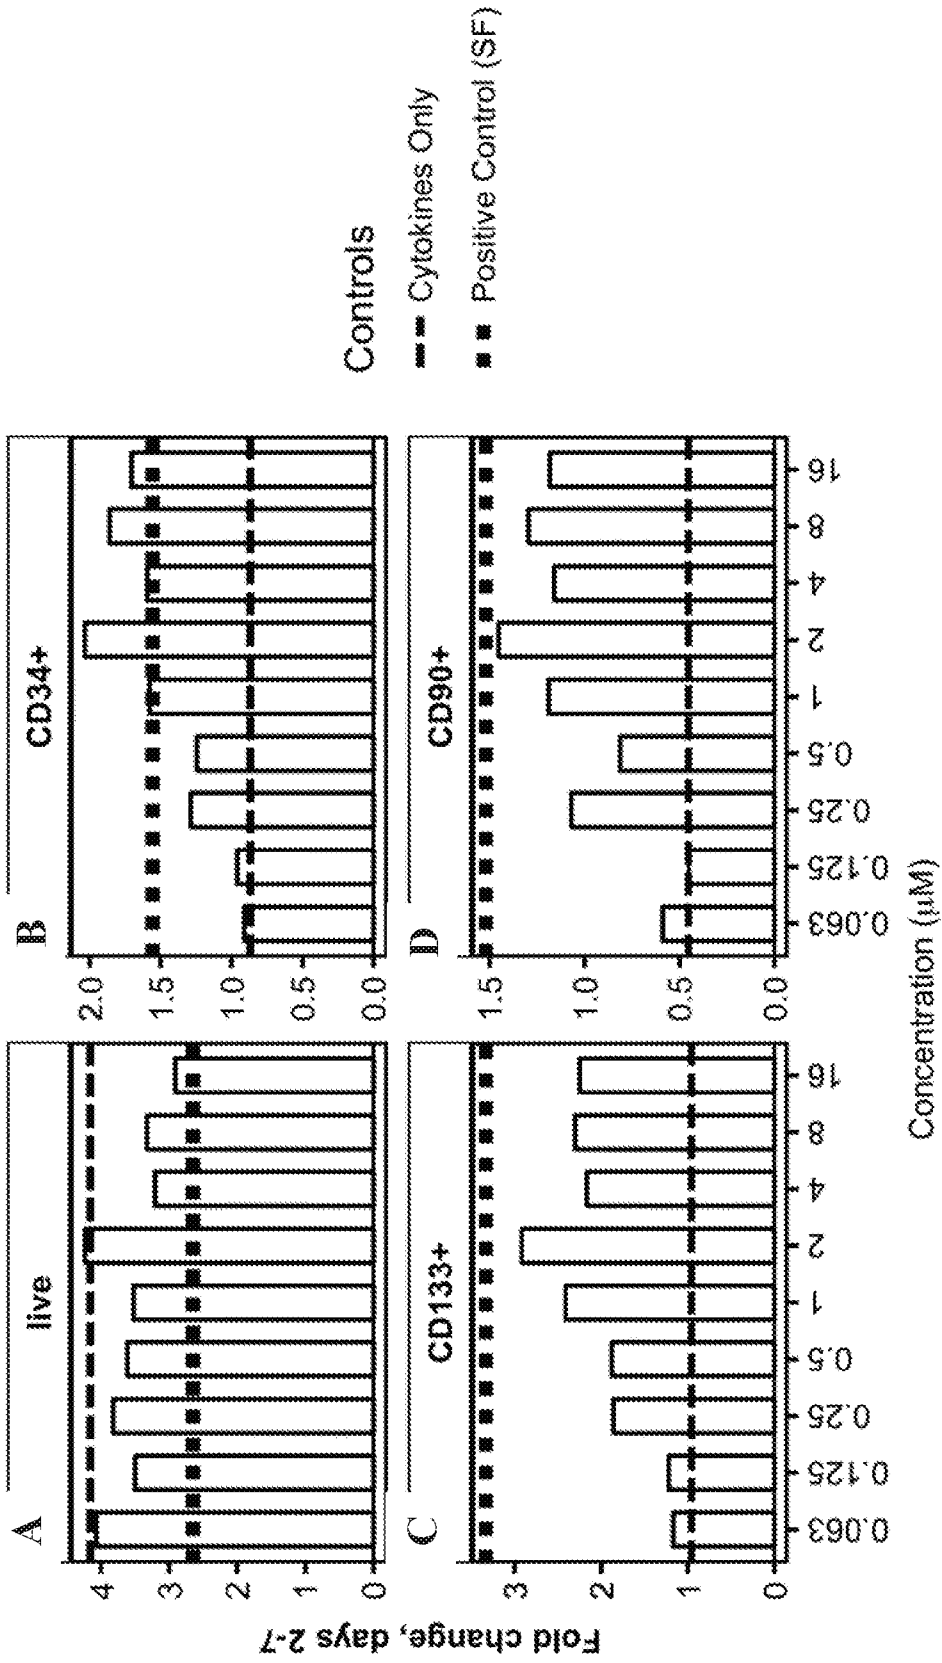 A
live
B
CD34+
4
3
2
1
0
2.0
1.5
1.0
0.5
0.0
C
CD133+
D
CD90+
3
2
1
0
1.5
1.0
0.5
0.0
0.063
0.125
0.25
0.5
1
2
4
8
16
0.063
0.125
0.25
0.5
1
2
4
8
16
Fold change, days 2-7
Concentration (µM)
Controls
Cytokines Only
Positive Control (SF)